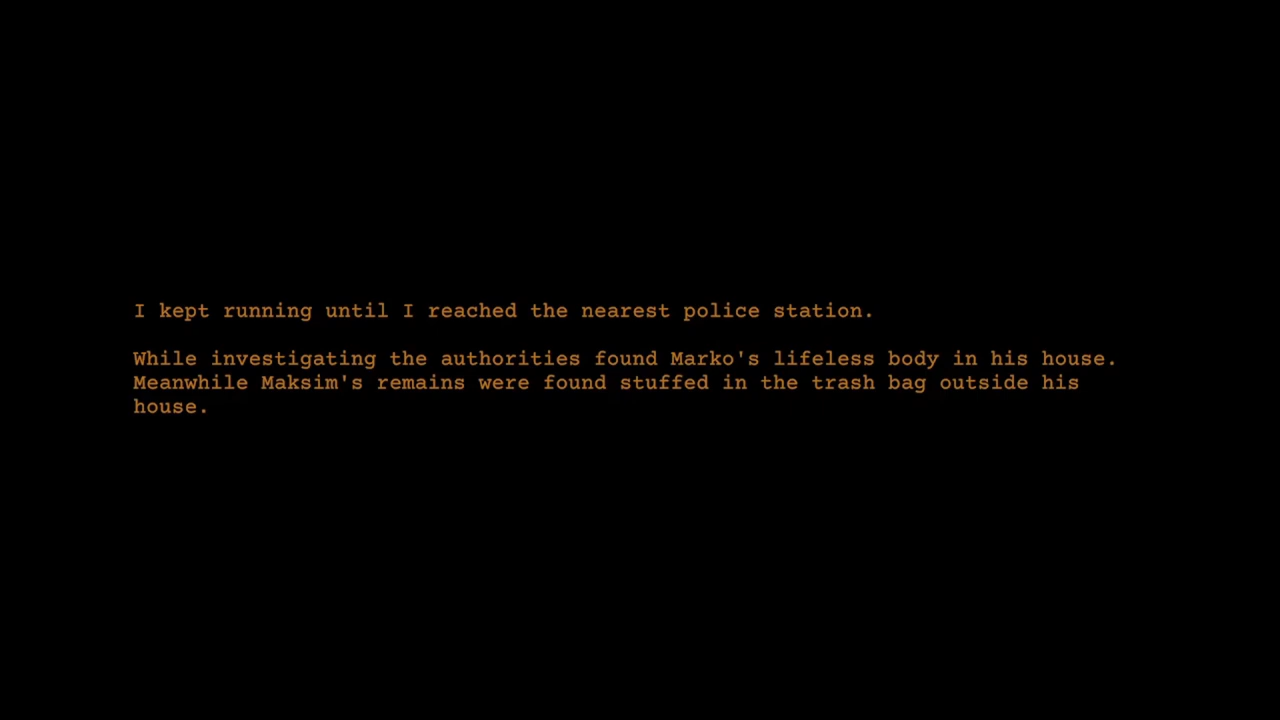 I kept running until I reached the nearest police station.
While investigating the authorities found Marko's lifeless body in his house.
Meanwhile Maksim's remains were found stuffed in the trash bag outside his
house.